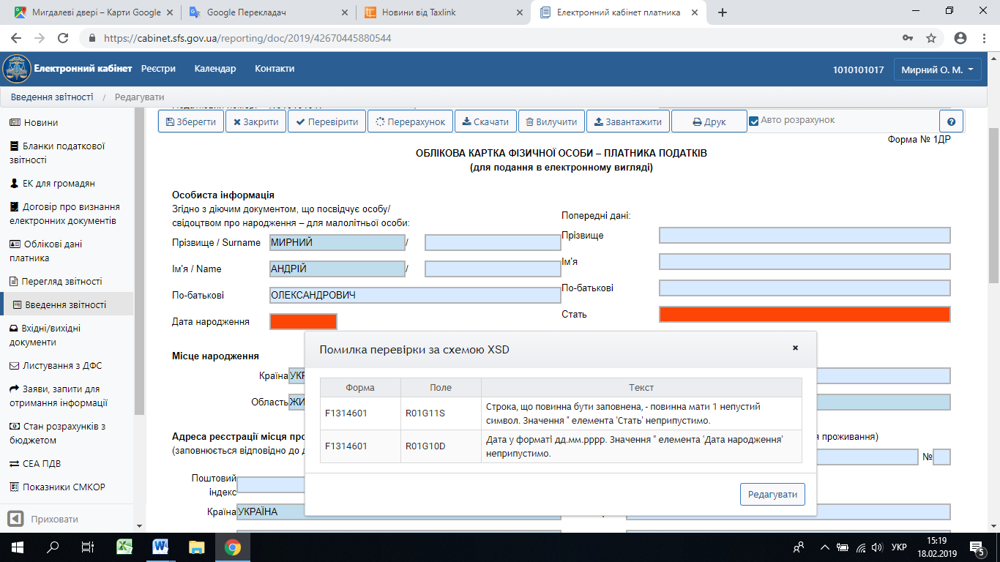 Мигдалеві двері – Карти Google
Google Перекладач
Новини від Taxlink
Електронний кабінет платника
https://cabinet.sfs.gov.ua/reporting/doc/2019/42670445880544
Електронний кабінет Реєстри Календар Контакти 1010101017 Мирний О. М.
Введення звітності / Редагувати
Новини
Бланки податкової
звітності
ЕК для громадян
Договір про визнання
електронних документів
Облікові дані
платника
Перегляд звітності
Введення звітності
Вхідні/вихідні
документи
Листування з ДФС
Заяви, запити для
отримання інформації
Стан розрахунків з
бюджетом
СЕА ПДВ
Показники СМКОР
Приховати
Зберегти Закрити Перевірити Перерахунок Скачати Вилучити Завантажити Друк Авто розрахунок ?
Форма № 1ДР
ОБЛІКОВА КАРТКА ФІЗИЧНОЇ ОСОБИ – ПЛАТНИКА ПОДАТКІВ
(для подання в електронному вигляді)
Особиста інформація
Згідно з діючим документом, що посвідчує особу/
свідоцтвом про народження – для малолітньої особи:
Прізвище / Surname МИРНИЙ /
Ім'я / Name АНДРІЙ /
По-батькові ОЛЕКСАНДРОВИЧ
Дата народження
Попередні дані:
Прізвище
Ім'я
По-батькові
Стать
Місце народження
Країна УКР
Область ЖИ
Адреса реєстрації місця про
я проживання)
(заповнюється відповідно до д
№
Поштовий
індекс
Країна УКРАЇНА
Помилка перевірки за схемою XSD
Форма Поле Текст
F1314601 R01G11S Строка, що повинна бути заповнена, - повинна мати 1 непустий
символ. Значення '' елемента 'Стать' неприпустимо.
F1314601 R01G10D Дата у форматі дд.мм.рррр. Значення '' елемента 'Дата народження'
неприпустимо.
Редагувати
УКР
15:19
18.02.2019
5